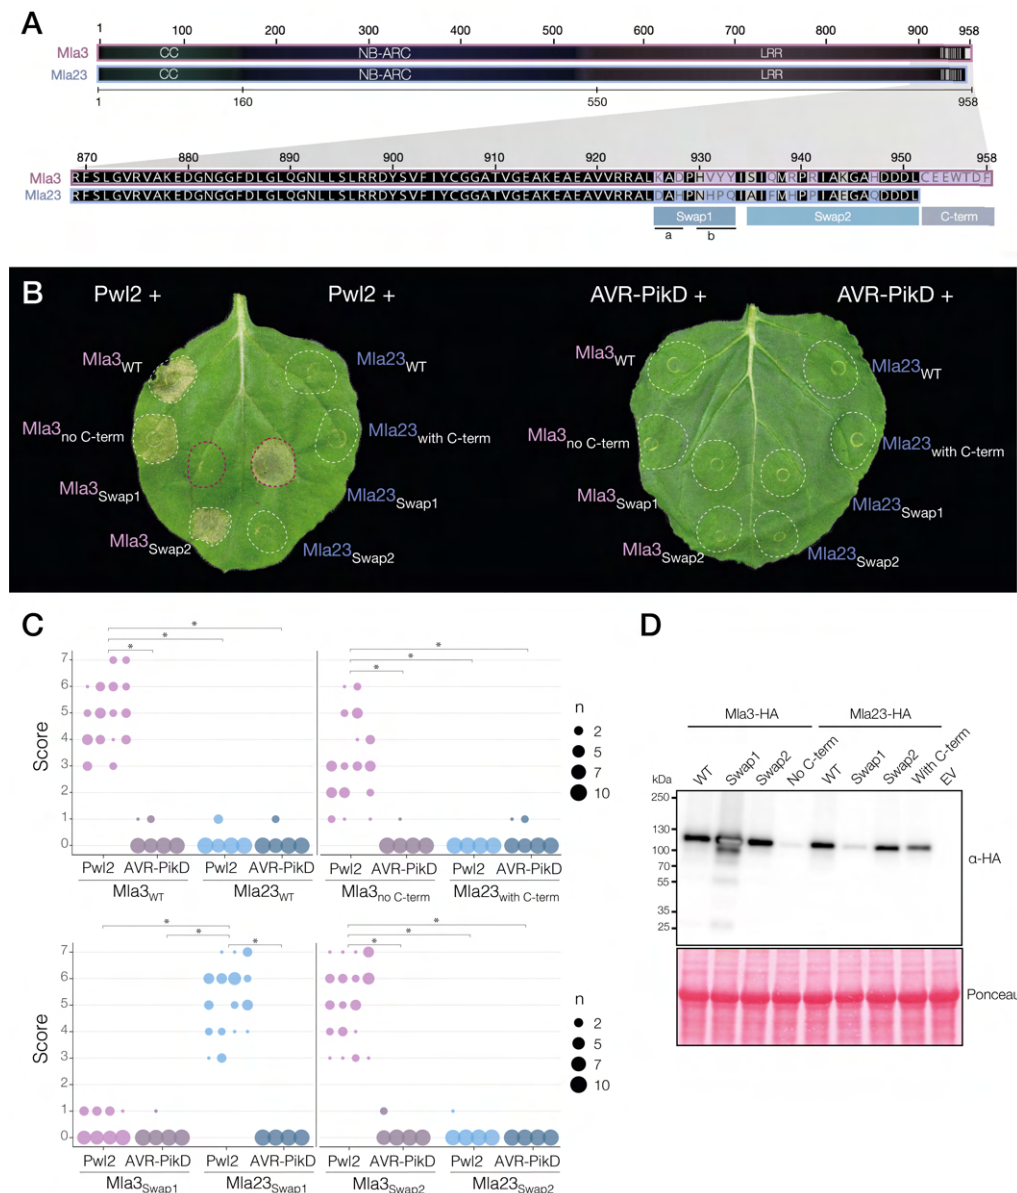 A
1 100 200 300 400 500 600 700 800 900 958
Mla3 CC NB-ARC LRR
Mla23 CC NB-ARC LRR
1 160 550 958
870 880 890 900 910 920 930 940 950 958
Mla3 RFSLGVRVAKEDGNGGFDLGLQGNLLSLRRDYSVFIYCGGATVGEAKEAEAVVRRALKADPHVYYISIQMRPRIAKGAHDDDLCEEWTDF
Mla23 RFSLGVRVAKEDGNGGFDLGLQGNLLSLRRDYSVFIYCGGATVGEAKEAEAVVRRALDAHPNHPQIAIFMHPPIAEGAQDDDL
Swap1 Swap2 C-term
a b
B
Pwl2 + Pwl2 + AVR-PikD + AVR-PikD +
Mla3WT Mla23WT Mla3WT Mla23WT
Mla3no C-term Mla23with C-term Mla3no C-term Mla23with C-term
Mla3Swap1 Mla23Swap1 Mla3Swap1 Mla23Swap1
Mla3Swap2 Mla23Swap2 Mla3Swap2 Mla23Swap2
C
* * *
* * *
Score
7
6
5
4
3
2
1
0
n
2
5
7
10
Pwl2 AVR-PikD Pwl2 AVR-PikD Pwl2 AVR-PikD Pwl2 AVR-PikD
Mla3WT Mla23WT Mla3no C-term Mla23with C-term
* * *
* * *
Score
7
6
5
4
3
2
1
0
n
2
5
7
10
Pwl2 AVR-PikD Pwl2 AVR-PikD Pwl2 AVR-PikD Pwl2 AVR-PikD
Mla3Swap1 Mla23Swap1 Mla3Swap2 Mla23Swap2
D
Mla3-HA Mla23-HA
kDa WT Swap1 Swap2 No C-term WT Swap1 Swap2 With C-term EV
250
130
100
70
55
35
25
α-HA
Ponceau